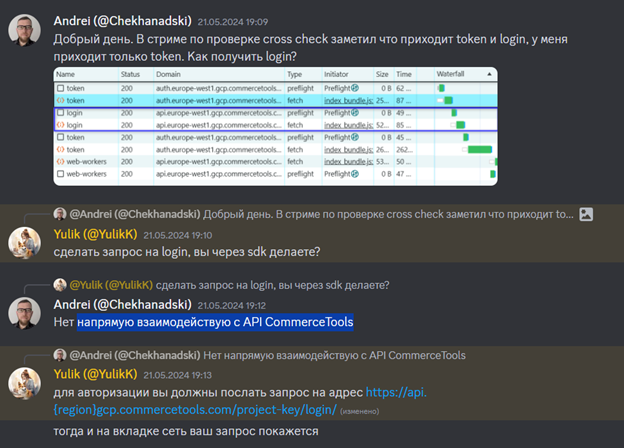 Andrei (@Chekhanadski) 21.05.2024 19:09
Добрый день. В стриме по проверке cross check заметил что приходит token и login, у меня
приходит только token. Как получить login?
Name Status Domain Type Initiator Size Time Waterfall
token 200 auth.europe-west1.gcp.commercetools... preflight Preflight 0 B 62 ...
token 200 auth.europe-west1.gcp.commercetools... fetch index_bundle.js: 25... 87 ...
login 200 api.europe-west1.gcp.commercetools.c... preflight Preflight 0 B 49 ...
login 200 api.europe-west1.gcp.commercetools.c... fetch index_bundle.js: 52... 85 ...
token 200 auth.europe-west1.gcp.commercetools... preflight Preflight 0 B 45 ...
token 200 auth.europe-west1.gcp.commercetools... fetch index_bundle.js: 26... 262...
web-workers 200 api.europe-west1.gcp.commercetools.c... fetch index_bundle.js: 53... 50 ...
web-workers 200 api.europe-west1.gcp.commercetools.c... preflight Preflight 0 B 47 ...
@Andrei (@Chekhanadski) Добрый день. В стриме по проверке cross check заметил что приходит to...
Yulik (@YulikK) 21.05.2024 19:10
сделать запрос на login, вы через sdk делаете?
@Yulik (@YulikK) сделать запрос на login, вы через sdk делаете?
Andrei (@Chekhanadski) 21.05.2024 19:12
Нет напрямую взаимодействую с API CommerceTools
@Andrei (@Chekhanadski) Нет напрямую взаимодействую с API CommerceTools
Yulik (@YulikK) 21.05.2024 19:13
для авторизации вы должны послать запрос на адрес https://api.
{region}gcp.commercetools.com/project-key/login/ (изменено)
тогда и на вкладке сеть ваш запрос покажется